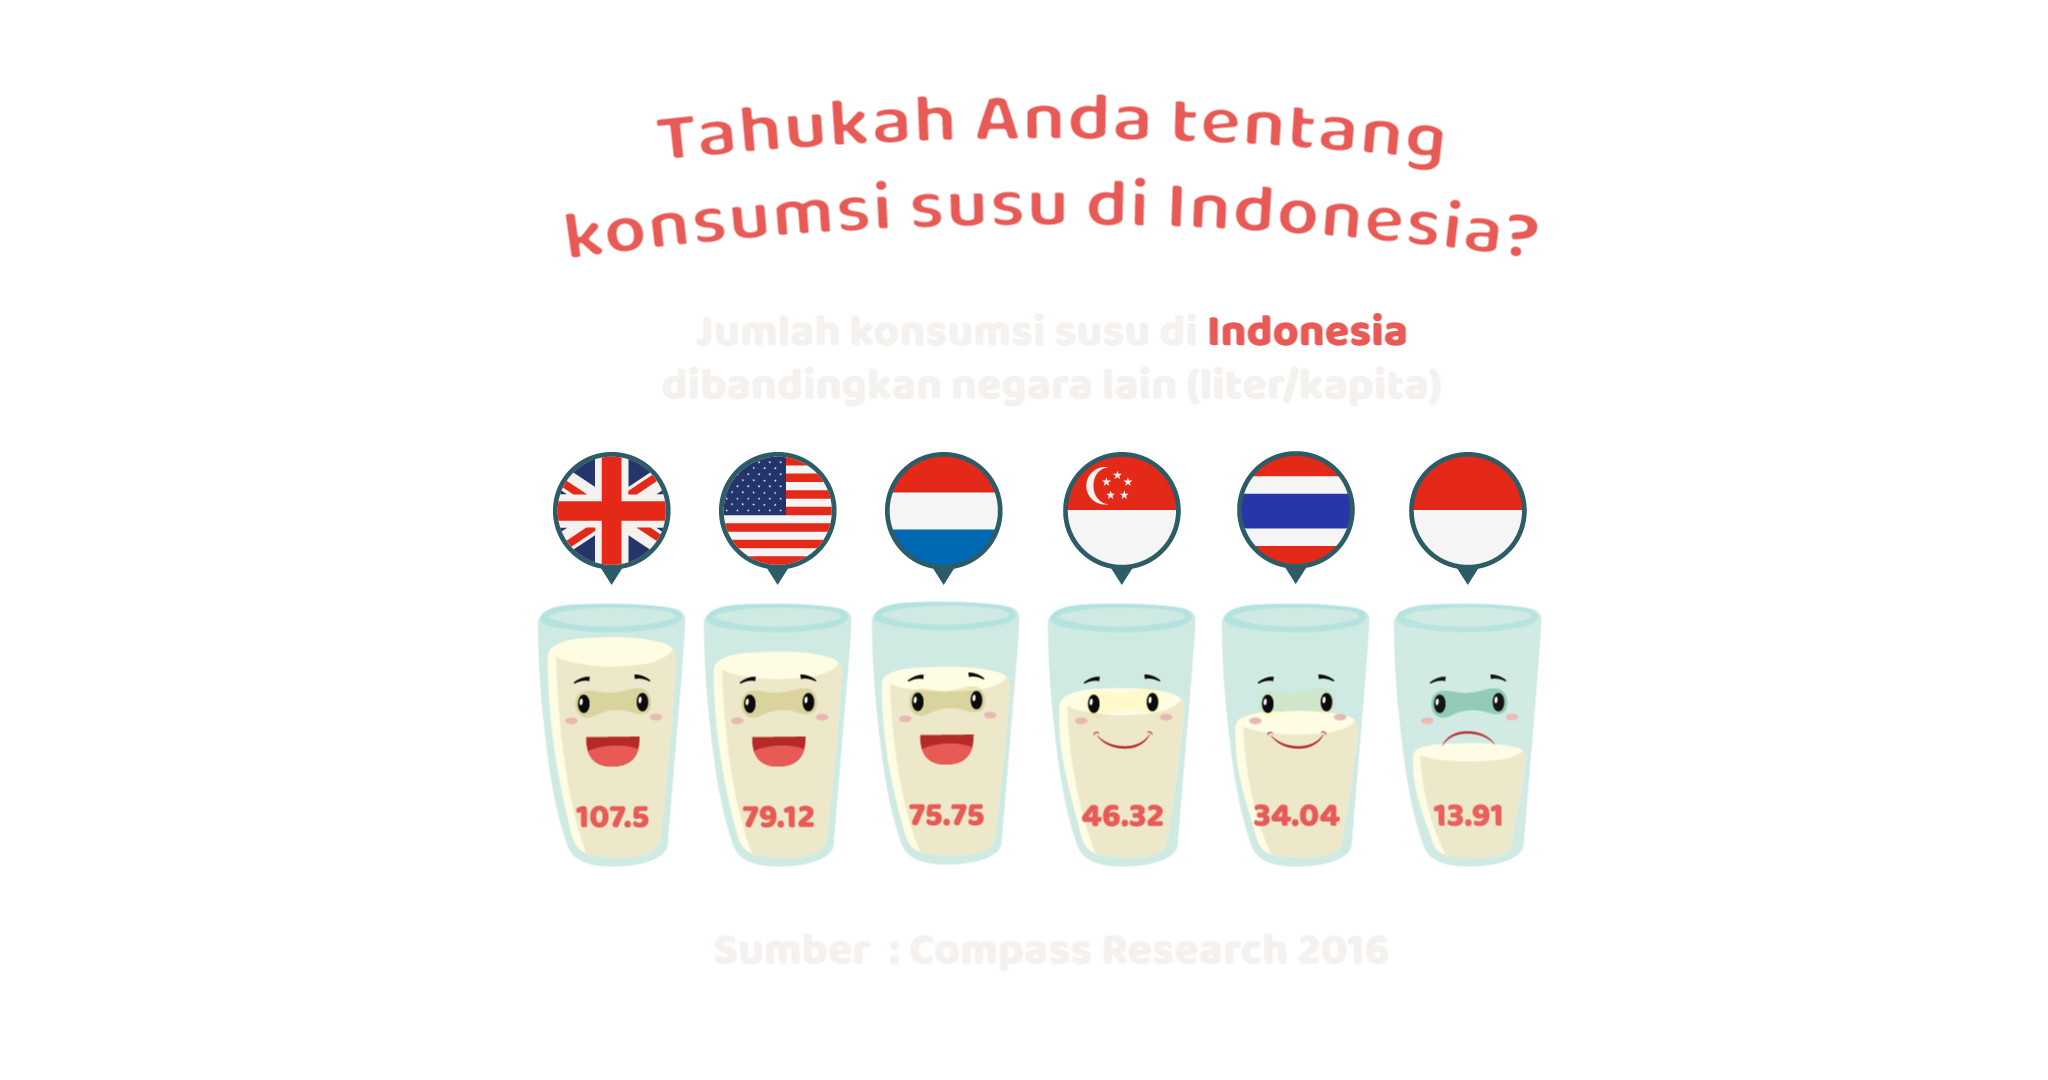 Tahukah Anda tentang
konsumsi susu di Indonesia?
Jumlah konsumsi susu di Indonesia
dibandingkan negara lain (liter/kapita)
107.5 79.12 75.75 46.32 34.04 13.91
Sumber : Compass Research 2016